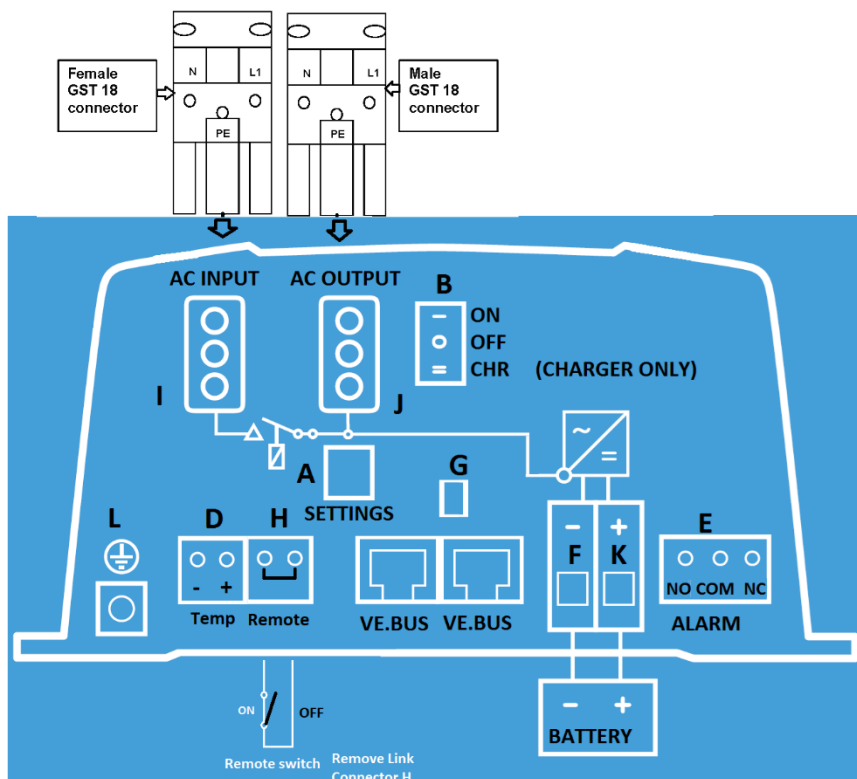 Female
GST 18
connector
N L1
PE
N L1
PE
Male
GST 18
connector
AC INPUT
AC OUTPUT
B
ON
OFF
CHR (CHARGER ONLY)
I
J
~
=
A
SETTINGS
G
L
D
- +
Temp
H
Remote
VE.BUS
VE.BUS
- +
F K
E
NO COM NC
ALARM
ON OFF
Remote switch
Remove Link
Connector H
- +
BATTERY